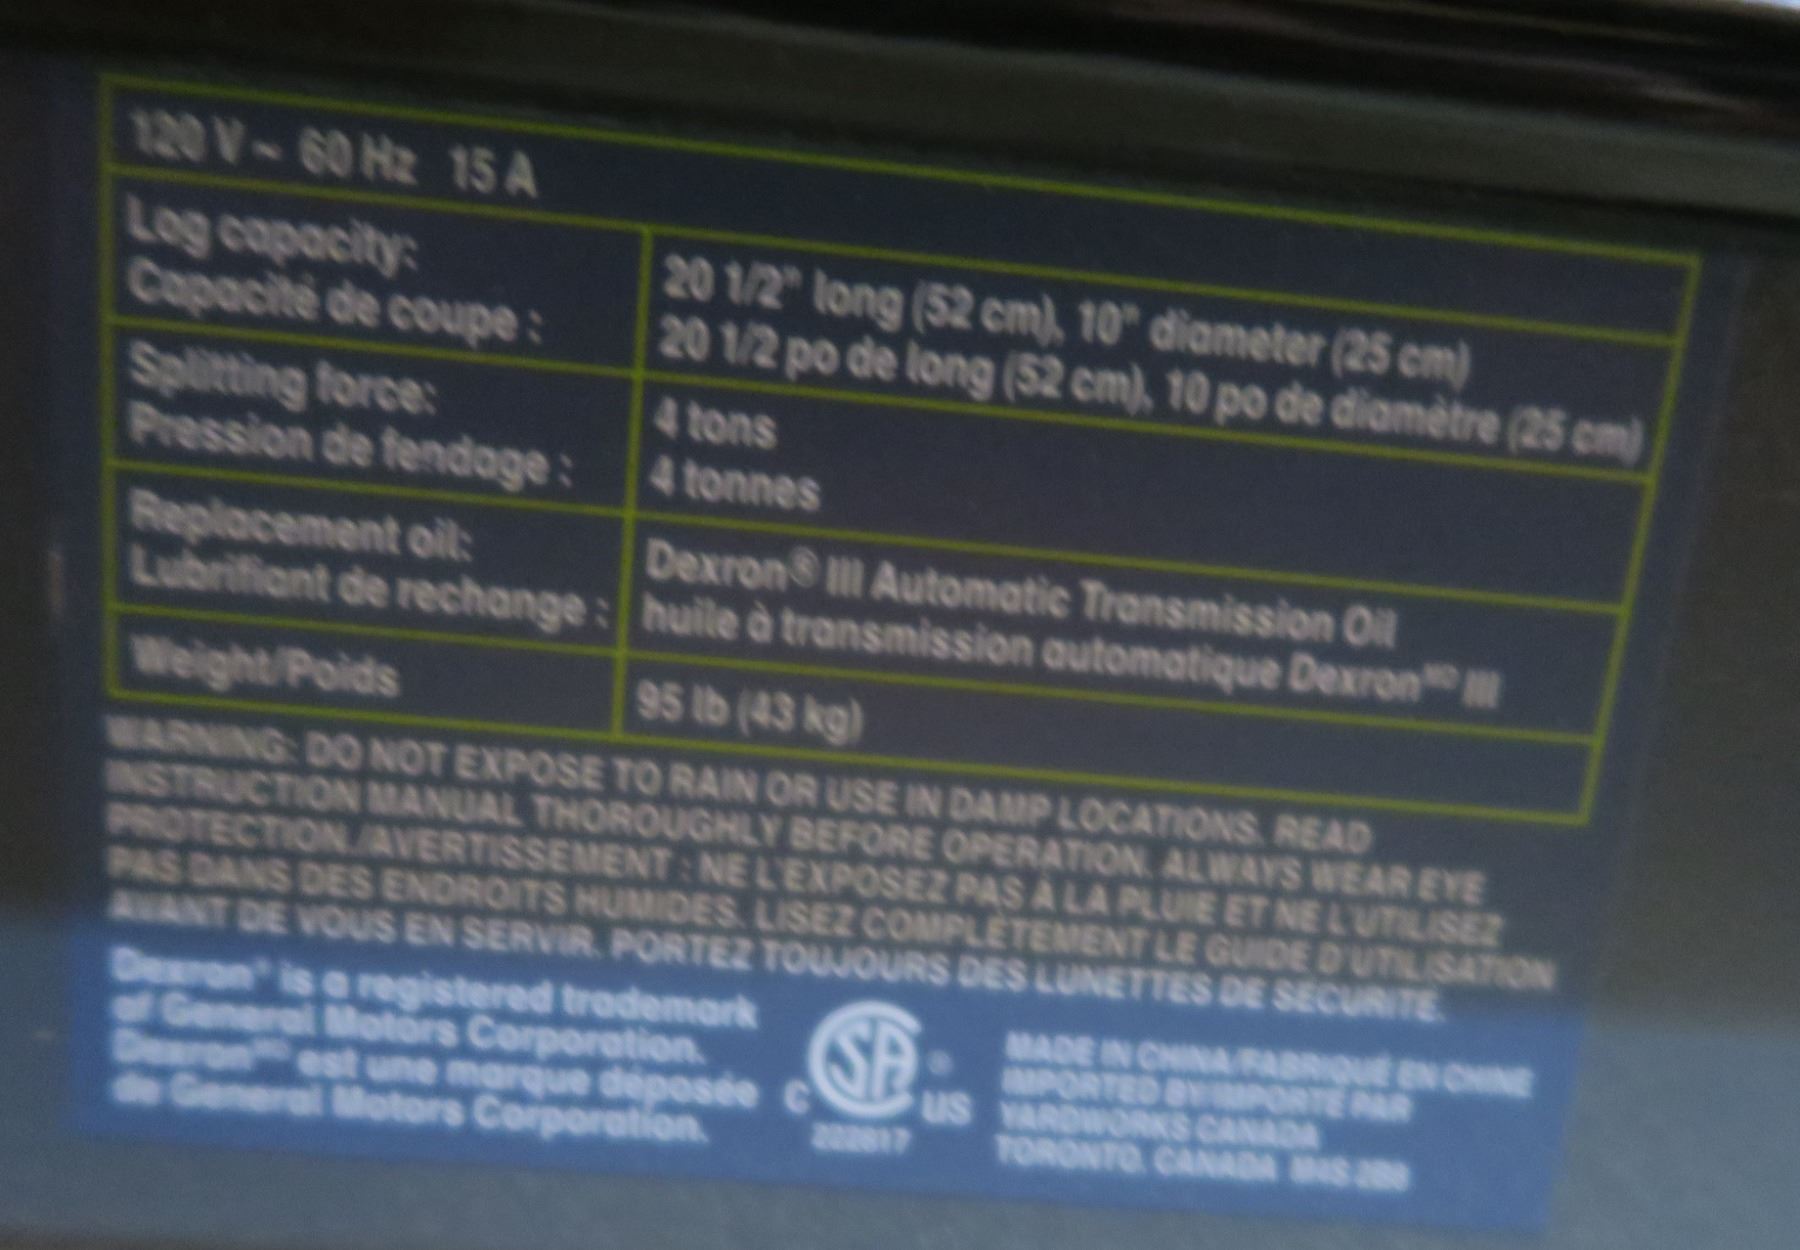 120 V ~ 60 Hz 15 A
Log capacity:
Capacité de coupe :
20 1/2" long (52 cm), 10" diameter (25 cm)
20 1/2 po de long (52 cm), 10 po de diamètre (25 cm)
Splitting force:
Pression de fendage :
4 tons
4 tonnes
Replacement oil:
Lubrifiant de rechange :
Dexron® III Automatic Transmission Oil
huile à transmission automatique Dexron MD III
Weight/Poids
95 lb (43 kg)
WARNING: DO NOT EXPOSE TO RAIN OR USE IN DAMP LOCATIONS. READ
INSTRUCTION MANUAL THOROUGHLY BEFORE OPERATION. ALWAYS WEAR EYE
PROTECTION./AVERTISSEMENT : NE L'EXPOSEZ PAS À LA PLUIE ET NE L'UTILISEZ
PAS DANS DES ENDROITS HUMIDES. LISEZ COMPLÈTEMENT LE GUIDE D'UTILISATION
AVANT DE VOUS EN SERVIR. PORTEZ TOUJOURS DES LUNETTES DE SÉCURITÉ.
Dexron® is a registered trademark
of General Motors Corporation.
Dexron MD est une marque déposée
de General Motors Corporation.
C SA ® C US
202617
MADE IN CHINA/FABRIQUÉ EN CHINE
IMPORTED BY/IMPORTÉ PAR
YARDWORKS CANADA
TORONTO, CANADA M4S 2B8